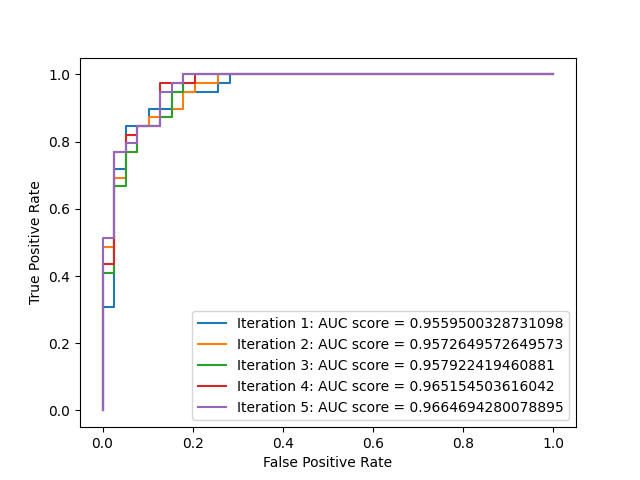 1.0
0.8
0.6
0.4
0.2
0.0
True Positive Rate
Iteration 1: AUC score = 0.9559500328731098
Iteration 2: AUC score = 0.9572649572649573
Iteration 3: AUC score = 0.957922419460881
Iteration 4: AUC score = 0.965154503616042
Iteration 5: AUC score = 0.9664694280078895
0.0 0.2 0.4 0.6 0.8 1.0
False Positive Rate